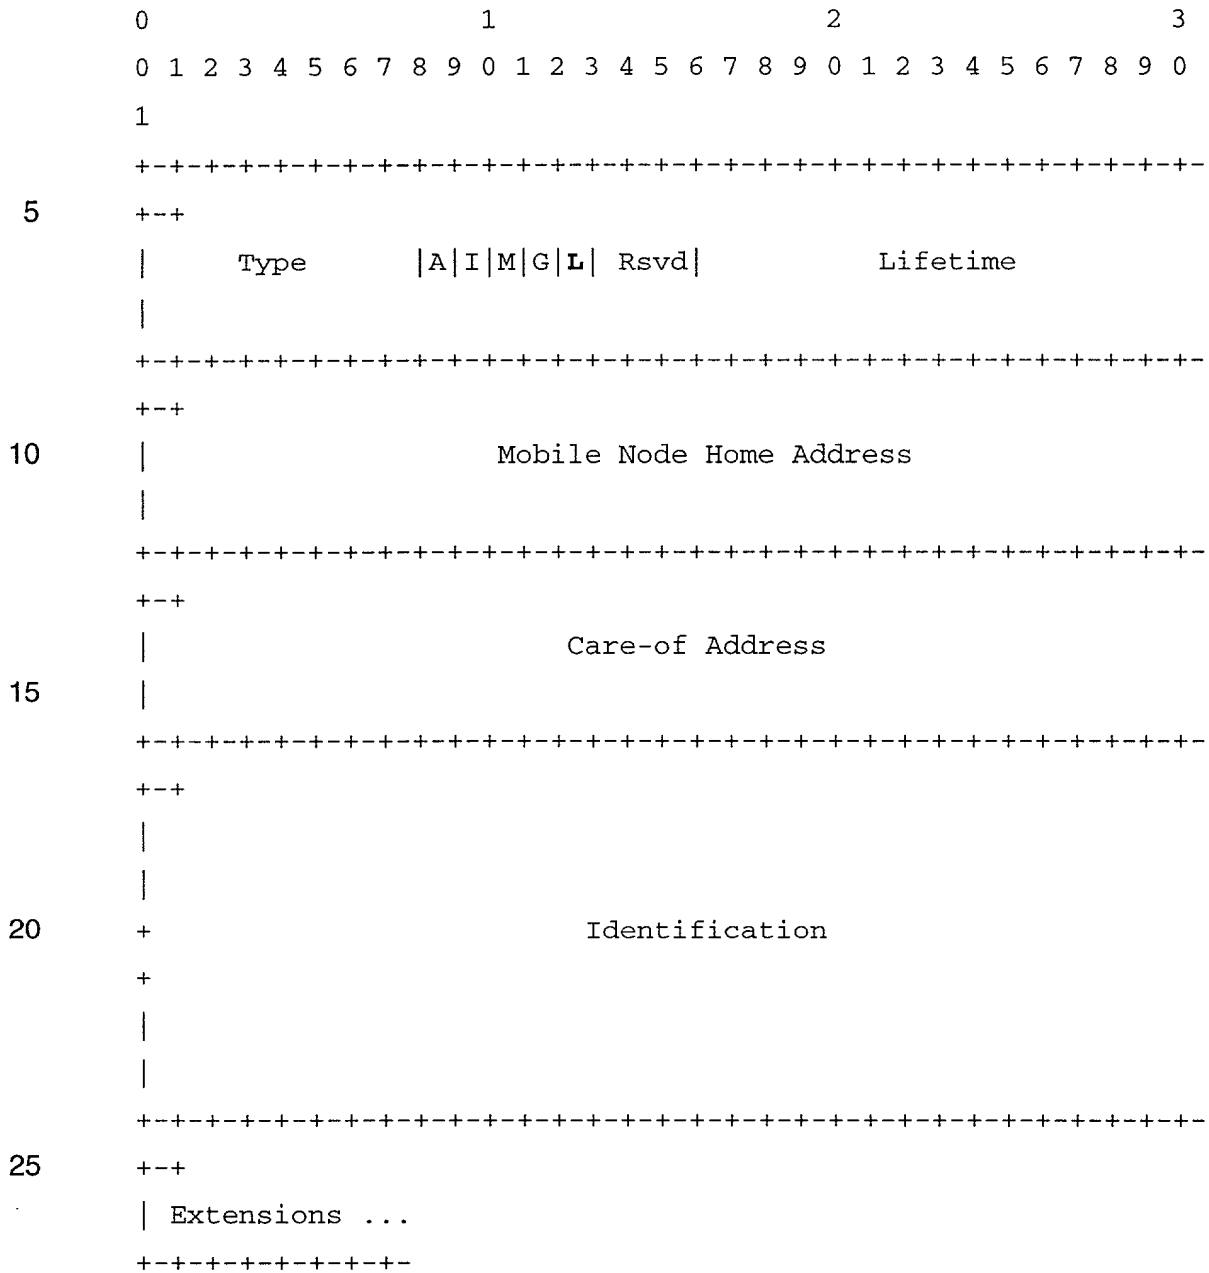 0                   1                   2                   3
0 1 2 3 4 5 6 7 8 9 0 1 2 3 4 5 6 7 8 9 0 1 2 3 4 5 6 7 8 9 0
1
+-+-+-+-+-+-+-+-+-+-+-+-+-+-+-+-+-+-+-+-+-+-+-+-+-+-+-+-+-+-+-
5 +-+
| Type |A|I|M|G|L| Rsvd| Lifetime
|
+-+-+-+-+-+-+-+-+-+-+-+-+-+-+-+-+-+-+-+-+-+-+-+-+-+-+-+-+-+-+-
+-+
10 | Mobile Node Home Address
|
+-+-+-+-+-+-+-+-+-+-+-+-+-+-+-+-+-+-+-+-+-+-+-+-+-+-+-+-+-+-+-
+-+
| Care-of Address
15 |
+-+-+-+-+-+-+-+-+-+-+-+-+-+-+-+-+-+-+-+-+-+-+-+-+-+-+-+-+-+-+-
+-+
|
|
20 + Identification
+
|
|
+-+-+-+-+-+-+-+-+-+-+-+-+-+-+-+-+-+-+-+-+-+-+-+-+-+-+-+-+-+-+-
25 +-+
| Extensions ...
+-+-+-+-+-+-+-+-